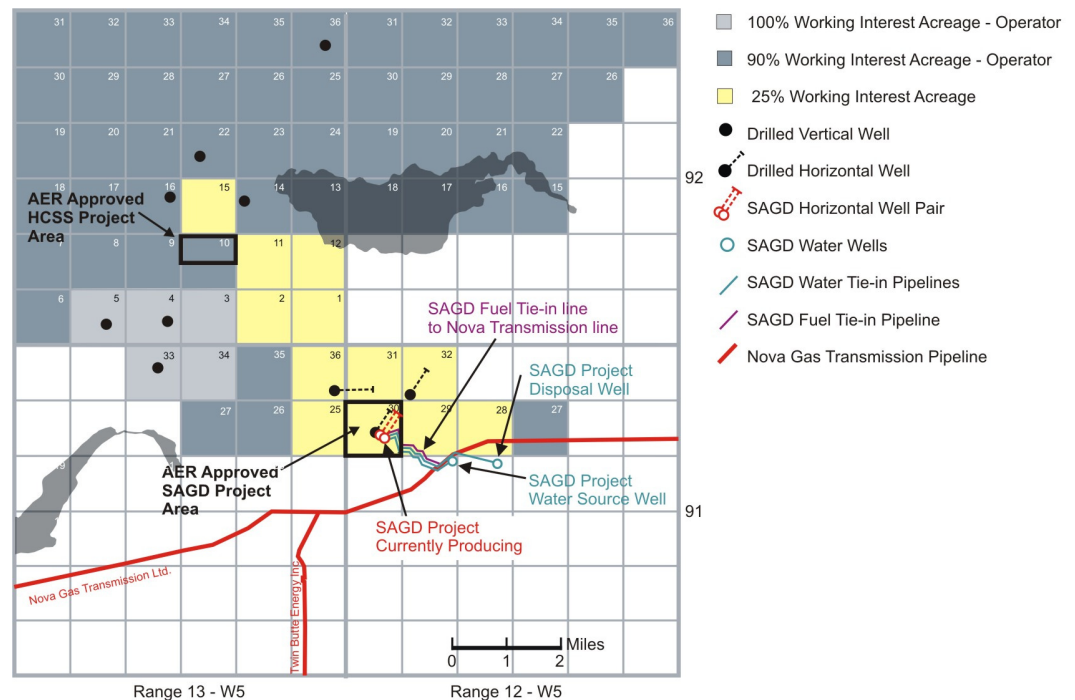 31 32 33 34 35 36 31 32 33 34 35 36
30 29 28 27 26 25 30 29 28 27 26
19 20 21 22 23 24 19 20 21 22
18 17 16 15 14 13 18 17 16 15
7 8 9 10 11 12
6 5 4 3 2 1
33 34 35 36 31 32
27 26 25 30 29 28 27
19
92
91
AER Approved
HCSS Project
Area
SAGD Fuel Tie-in line
to Nova Transmission line
SAGD Project
Disposal Well
AER Approved
SAGD Project
Area
SAGD Project
Water Source Well
SAGD Project
Currently Producing
Nova Gas Transmission Ltd.
Twin Butte Energy Inc.
Miles
0 1 2
Range 13 - W5
Range 12 - W5
100% Working Interest Acreage - Operator
90% Working Interest Acreage - Operator
25% Working Interest Acreage
Drilled Vertical Well
Drilled Horizontal Well
SAGD Horizontal Well Pair
SAGD Water Wells
SAGD Water Tie-in Pipelines
SAGD Fuel Tie-in Pipeline
Nova Gas Transmission Pipeline